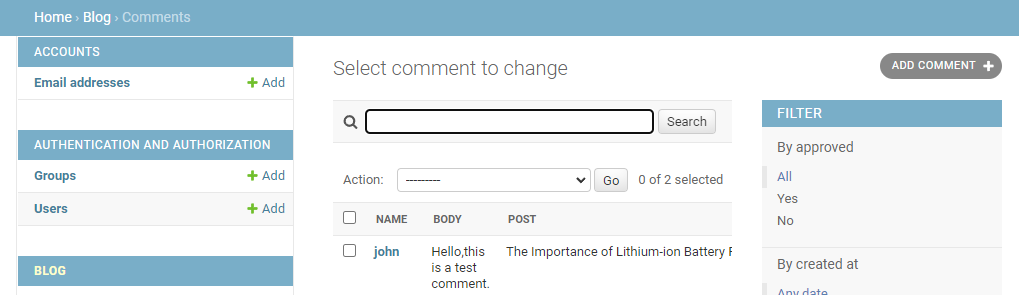 Home › Blog › Comments
ACCOUNTS
Email addresses
Add
AUTHENTICATION AND AUTHORIZATION
Groups
Add
Users
Add
BLOG
Select comment to change
ADD COMMENT
Search
Action:
---------
Go
0 of 2 selected
NAME BODY POST
john
Hello,this
is a test
comment.
The Importance of Lithium-ion Battery
FILTER
By approved
All
Yes
No
By created at
Any date